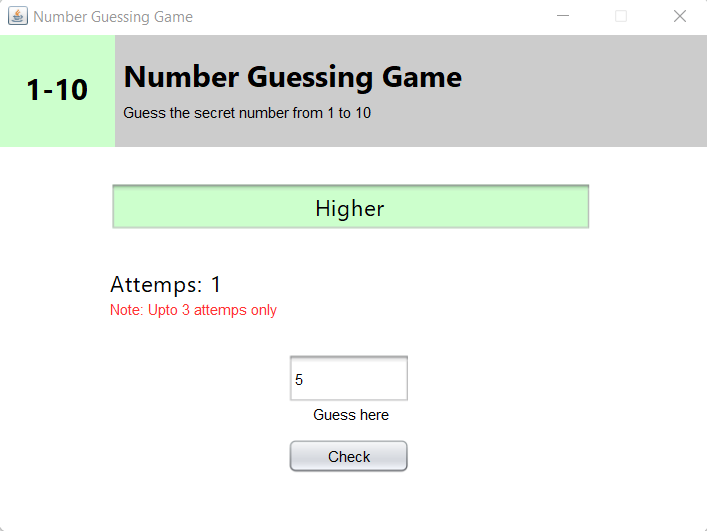 Number Guessing Game
1-10
Number Guessing Game
Guess the secret number from 1 to 10
Higher
Attemps: 1
Note: Upto 3 attemps only
5
Guess here
Check